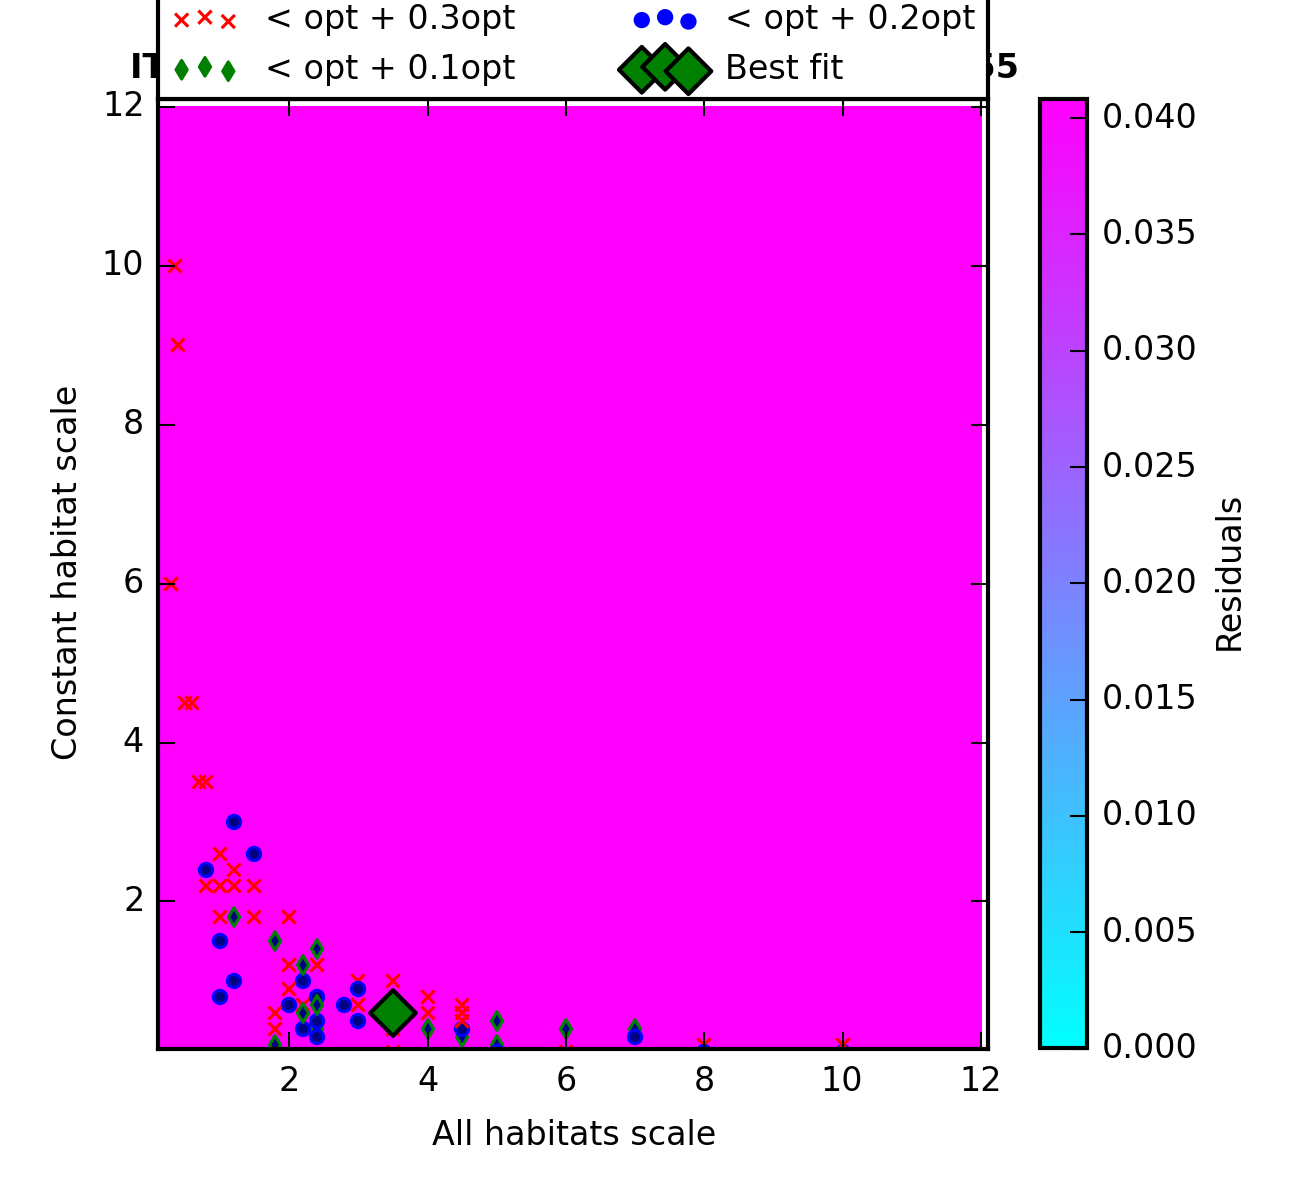 < opt + 0.3opt < opt + 0.2opt
< opt + 0.1opt Best fit
12
10
8
6
4
2
Constant habitat scale
2 4 6 8 10 12
All habitats scale
0.040
0.035
0.030
0.025
0.020
0.015
0.010
0.005
0.000
Residuals